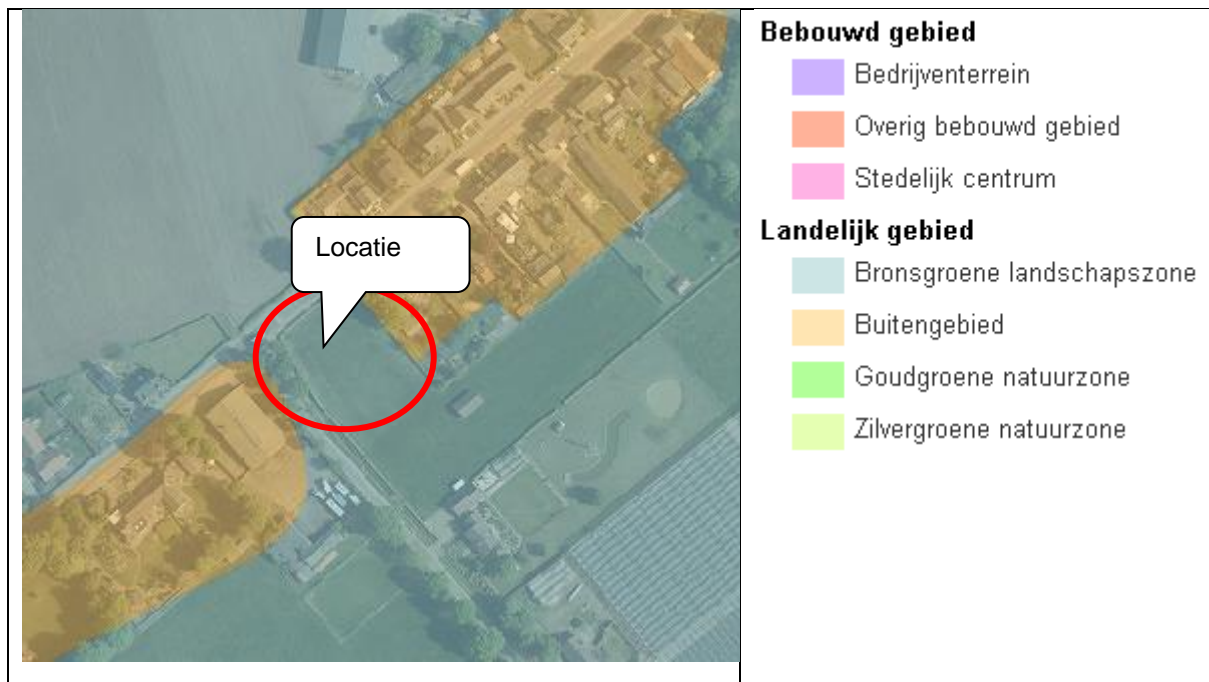 Locatie
Bebouwd gebied
Bedrijventerrein
Overig bebouwd gebied
Stedelijk centrum
Landelijk gebied
Bronsgroene landschapszone
Buitengebied
Goudgroene natuurzone
Zilvergroene natuurzone